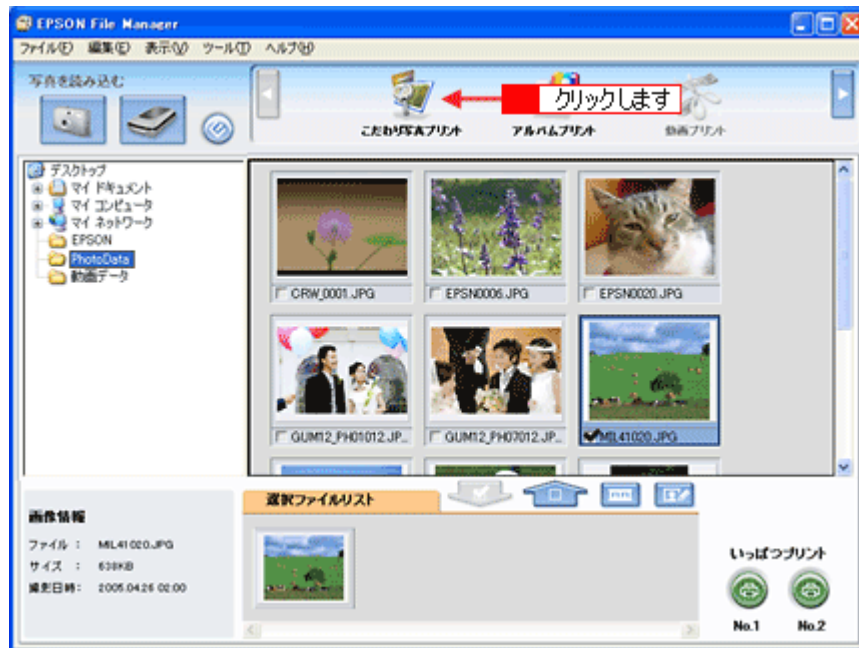 EPSON File Manager
ファイル(F) 編集(E) 表示(V) ツール(T) ヘルプ(H)
写真を読み込む
クリックします
こだわり写真プリント アルバムプリント 動画プリント
デスクトップ
マイ ドキュメント
マイ コンピュータ
マイ ネットワーク
EPSON
PhotoData
動画データ
CRW_0001.JPG EPSN0006.JPG EPSN0020.JPG
GUM12_PH01012.JP... GUM12_PH07012.JP... MIL41020.JPG
選択ファイルリスト
画像情報
ファイル : MIL41020.JPG
サイズ : 638KB
撮影日時: 2005.04.26 02:00
いっぱつプリント
No.1 No.2